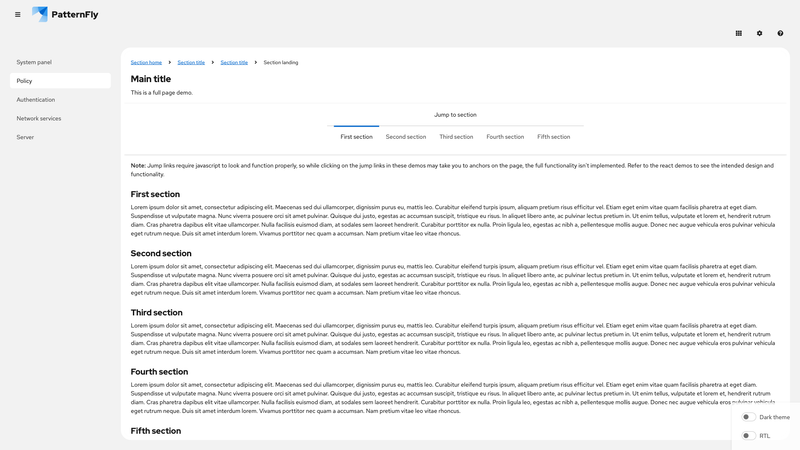 PatternFly
System panel
Policy
Authentication
Network services
Server
Section home
Section title
Section title
Section landing
Main title
This is a full page demo.
Jump to section
First section
Second section
Third section
Fourth section
Fifth section
Note: Jump links require javascript to look and function properly, so while clicking on the jump links in these demos may take you to anchors on the page, the full functionality isn't implemented. Refer to the react demos to see the intended design and
functionality.
First section
Lorem ipsum dolor sit amet, consectetur adipiscing elit. Maecenas sed dui ullamcorper, dignissim purus eu, mattis leo. Curabitur eleifend turpis ipsum, aliquam pretium risus efficitur vel. Etiam eget enim vitae quam facilisis pharetra at eget diam.
Suspendisse ut vulputate magna. Nunc viverra posuere orci sit amet pulvinar. Quisque dui justo, egestas ac accumsan suscipit, tristique eu risus. In aliquet libero ante, ac pulvinar lectus pretium in. Ut enim tellus, vulputate et lorem et, hendrerit rutrum
diam. Cras pharetra dapibus elit vitae ullamcorper. Nulla facilisis euismod diam, at sodales sem laoreet hendrerit. Curabitur porttitor ex nulla. Proin ligula leo, egestas ac nibh a, pellentesque mollis augue. Donec nec augue vehicula eros pulvinar vehicula
eget rutrum neque. Duis sit amet interdum lorem. Vivamus porttitor nec quam a accumsan. Nam pretium vitae leo vitae rhoncus.
Second section
Lorem ipsum dolor sit amet, consectetur adipiscing elit. Maecenas sed dui ullamcorper, dignissim purus eu, mattis leo. Curabitur eleifend turpis ipsum, aliquam pretium risus efficitur vel. Etiam eget enim vitae quam facilisis pharetra at eget diam.
Suspendisse ut vulputate magna. Nunc viverra posuere orci sit amet pulvinar. Quisque dui justo, egestas ac accumsan suscipit, tristique eu risus. In aliquet libero ante, ac pulvinar lectus pretium in. Ut enim tellus, vulputate et lorem et, hendrerit rutrum
diam. Cras pharetra dapibus elit vitae ullamcorper. Nulla facilisis euismod diam, at sodales sem laoreet hendrerit. Curabitur porttitor ex nulla. Proin ligula leo, egestas ac nibh a, pellentesque mollis augue. Donec nec augue vehicula eros pulvinar vehicula
eget rutrum neque. Duis sit amet interdum lorem. Vivamus porttitor nec quam a accumsan. Nam pretium vitae leo vitae rhoncus.
Third section
Lorem ipsum dolor sit amet, consectetur adipiscing elit. Maecenas sed dui ullamcorper, dignissim purus eu, mattis leo. Curabitur eleifend turpis ipsum, aliquam pretium risus efficitur vel. Etiam eget enim vitae quam facilisis pharetra at eget diam.
Suspendisse ut vulputate magna. Nunc viverra posuere orci sit amet pulvinar. Quisque dui justo, egestas ac accumsan suscipit, tristique eu risus. In aliquet libero ante, ac pulvinar lectus pretium in. Ut enim tellus, vulputate et lorem et, hendrerit rutrum
diam. Cras pharetra dapibus elit vitae ullamcorper. Nulla facilisis euismod diam, at sodales sem laoreet hendrerit. Curabitur porttitor ex nulla. Proin ligula leo, egestas ac nibh a, pellentesque mollis augue. Donec nec augue vehicula eros pulvinar vehicula
eget rutrum neque. Duis sit amet interdum lorem. Vivamus porttitor nec quam a accumsan. Nam pretium vitae leo vitae rhoncus.
Fourth section
Lorem ipsum dolor sit amet, consectetur adipiscing elit. Maecenas sed dui ullamcorper, dignissim purus eu, mattis leo. Curabitur eleifend turpis ipsum, aliquam pretium risus efficitur vel. Etiam eget enim vitae quam facilisis pharetra at eget diam.
Suspendisse ut vulputate magna. Nunc viverra posuere orci sit amet pulvinar. Quisque dui justo, egestas ac accumsan suscipit, tristique eu risus. In aliquet libero ante, ac pulvinar lectus pretium in. Ut enim tellus, vulputate et lorem et, hendrerit rutrum
diam. Cras pharetra dapibus elit vitae ullamcorper. Nulla facilisis euismod diam, at sodales sem laoreet hendrerit. Curabitur porttitor ex nulla. Proin ligula leo, egestas ac nibh a, pellentesque mollis augue. Donec nec augue vehicula eros pulvinar vehicula
eget rutrum neque. Duis sit amet interdum lorem. Vivamus porttitor nec quam a accumsan. Nam pretium vitae leo vitae rhoncus.
Fifth section
Dark theme
RTL